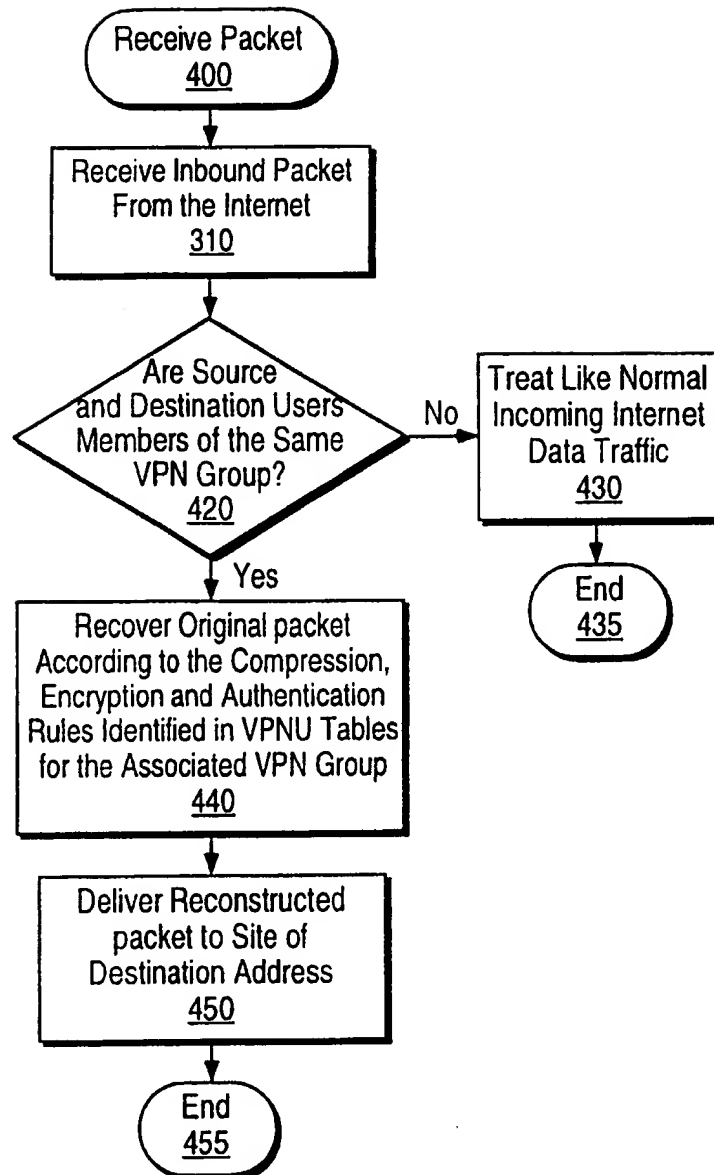 Receive Packet
400
Receive Inbound Packet
From the Internet
310
Are Source
and Destination Users
Members of the Same
VPN Group?
420
No
Treat Like Normal
Incoming Internet
Data Traffic
430
End
435
Yes
Recover Original packet
According to the Compression,
Encryption and Authentication
Rules Identified in VPNU Tables
for the Associated VPN Group
440
Deliver Reconstructed
packet to Site of
Destination Address
450
End
455